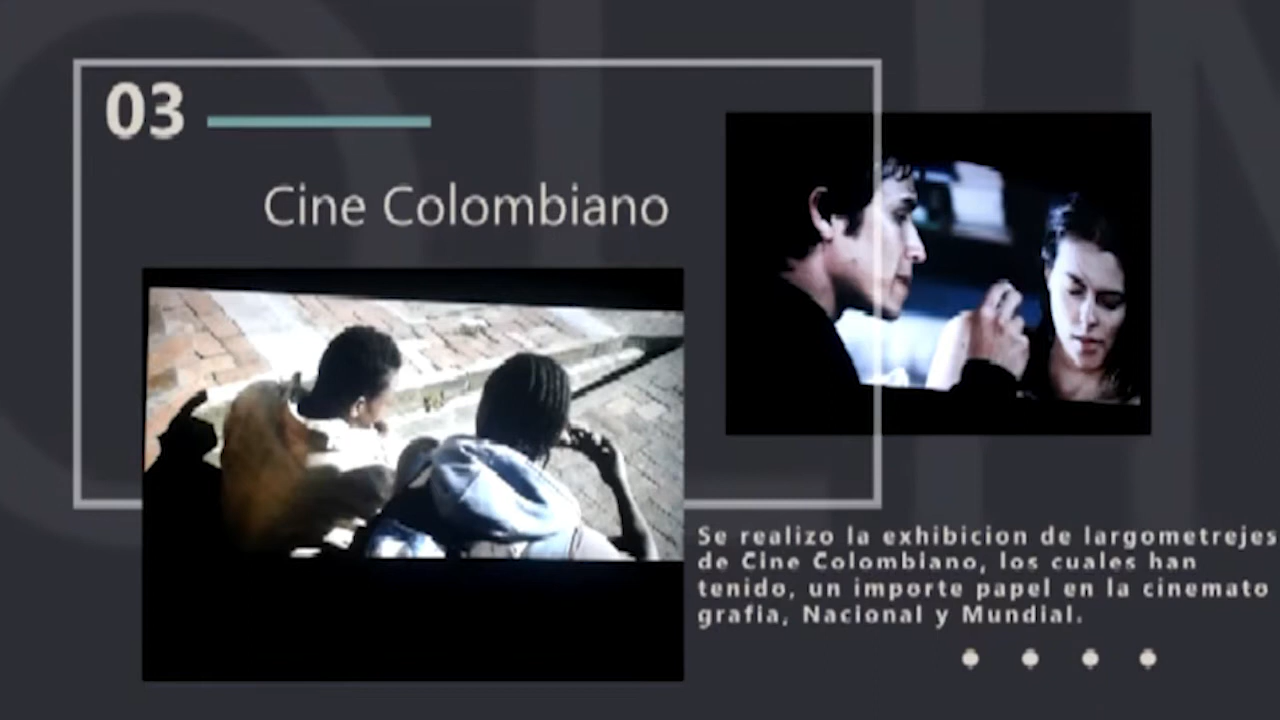 03
Cine Colombiano
Se realizo la exhibicion de largometrejes
de Cine Colombiano, los cuales han
tenido, un importe papel en la cinemato
grafia, Nacional y Mundial.